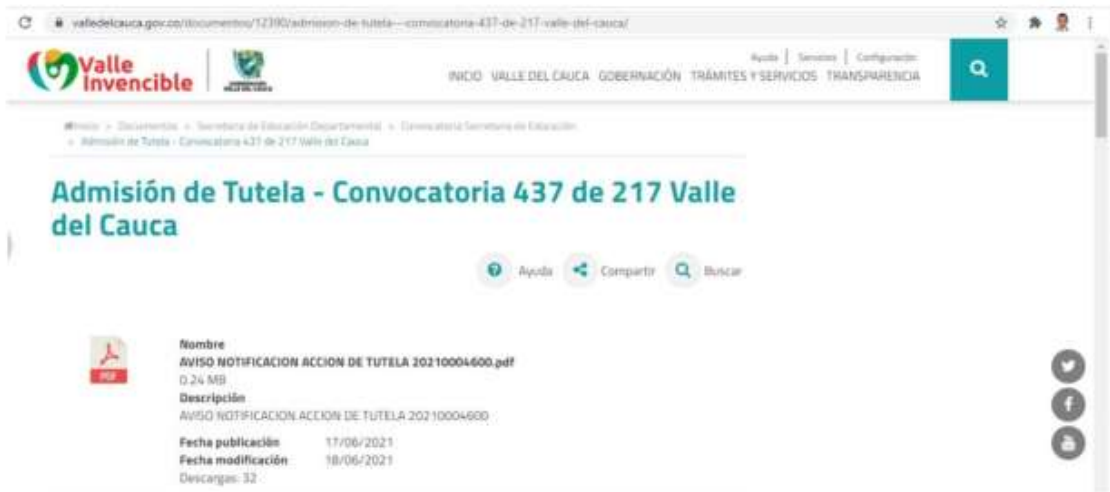 valledelcauca.gov.co/documentos/12390/admision-de-tutela---convocatoria-437-de-217-valle-del-cauca/
Valle
Invencible
Ayuda | Servicios | Configuración
INICIO VALLE DEL CAUCA GOBERNACIÓN TRÁMITES Y SERVICIOS TRANSPARENCIA
Inicio » Documentos » Secretaría de Educación Departamental » Convocatoria Secretaría de Educación
» Admisión de Tutela - Convocatoria 437 de 217 Valle del Cauca
Admisión de Tutela - Convocatoria 437 de 217 Valle
del Cauca
Ayuda Compartir Buscar
PDF
Nombre
AVISO NOTIFICACION ACCION DE TUTELA 20210004600.pdf
0.24 MB
Descripción
AVISO NOTIFICACION ACCION DE TUTELA 20210004600
Fecha publicación 17/06/2021
Fecha modificación 18/06/2021
Descargas: 32